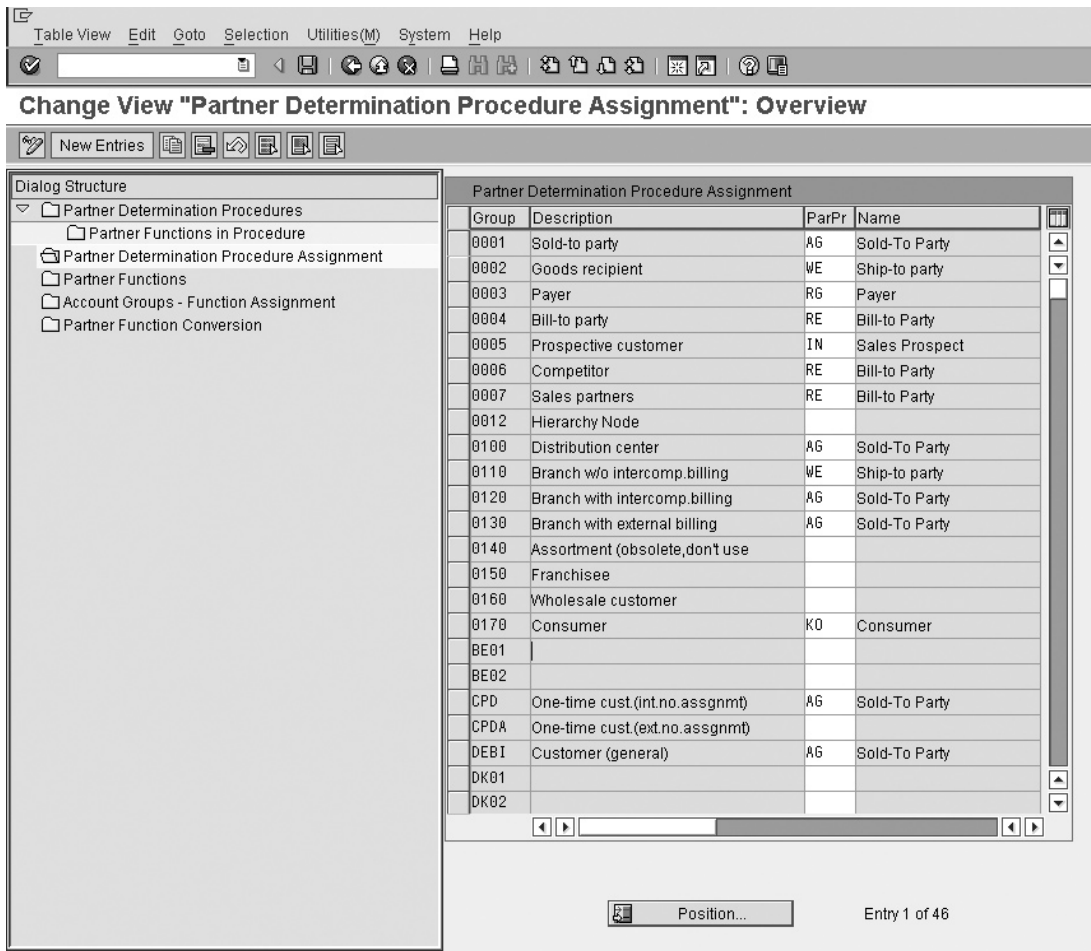 Table View Edit Goto Selection Utilities(M) System Help
Change View "Partner Determination Procedure Assignment": Overview
New Entries
Dialog Structure
Partner Determination Procedures
Partner Functions in Procedure
Partner Determination Procedure Assignment
Partner Functions
Account Groups - Function Assignment
Partner Function Conversion
Partner Determination Procedure Assignment
Group Description ParPr Name
0001 Sold-to party AG Sold-To Party
0002 Goods recipient WE Ship-to party
0003 Payer RG Payer
0004 Bill-to party RE Bill-to Party
0005 Prospective customer IN Sales Prospect
0006 Competitor RE Bill-to Party
0007 Sales partners RE Bill-to Party
0012 Hierarchy Node
0100 Distribution center AG Sold-To Party
0110 Branch w/o intercomp.billing WE Ship-to party
0120 Branch with intercomp.billing AG Sold-To Party
0130 Branch with external billing AG Sold-To Party
0140 Assortment (obsolete,don't use
0150 Franchisee
0160 Wholesale customer
0170 Consumer KO Consumer
BE01
BE02
CPD One-time cust.(int.no.assgnmt) AG Sold-To Party
CPDA One-time cust.(ext.no.assgnmt)
DEBI Customer (general) AG Sold-To Party
DK01
DK02
Position... Entry 1 of 46